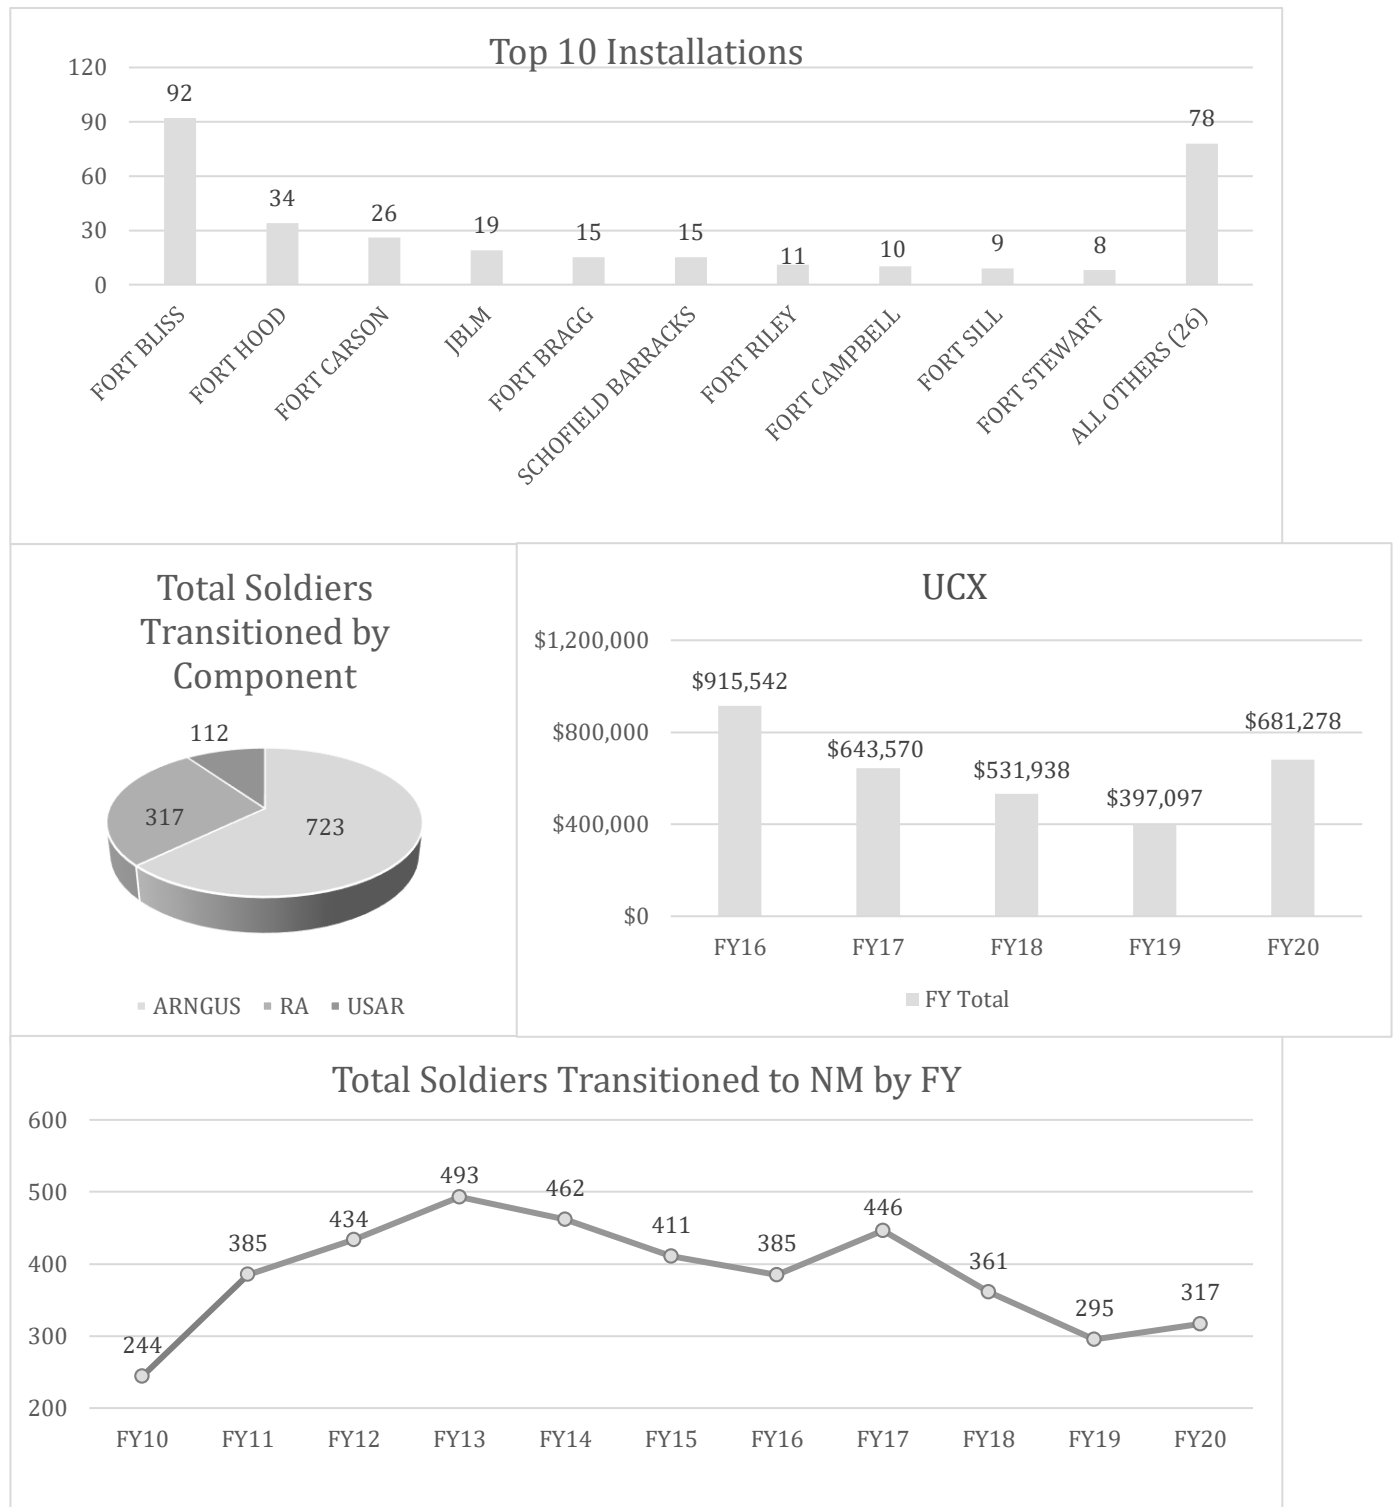 Top 10 Installations
120
90
60
30
0
92
34
26
19
15
15
11
10
9
8
78
FORT BLISS
FORT HOOD
FORT CARSON
JBLM
FORT BRAGG
SCHOFIELD BARRACKS
FORT RILEY
FORT CAMPBELL
FORT SILL
FORT STEWART
ALL OTHERS (26)
Total Soldiers
Transitioned by
Component
112
317
723
ARNGUS RA USAR
UCX
$1,200,000
$800,000
$400,000
$0
$915,542
$643,570
$531,938
$397,097
$681,278
FY16 FY17 FY18 FY19 FY20
FY Total
Total Soldiers Transitioned to NM by FY
600
500
400
300
200
244
385
434
493
462
411
385
446
361
295
317
FY10 FY11 FY12 FY13 FY14 FY15 FY16 FY17 FY18 FY19 FY20